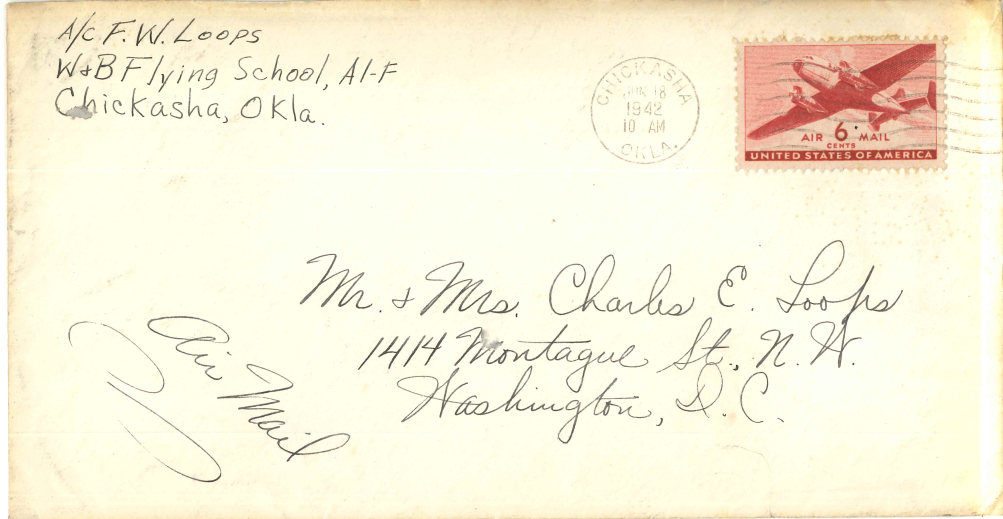 A/C F. W. Loops
W+B Flying School, A1-F
Chickasha, Okla.
CHICKASHA
JUN 18
1942
10 AM
OKLA.
AIR 6 MAIL
CENTS
UNITED STATES OF AMERICA
Mr. + Mrs. Charles E. Loops
1414 Montague St., N. W.
Washington, D. C.
Air Mail